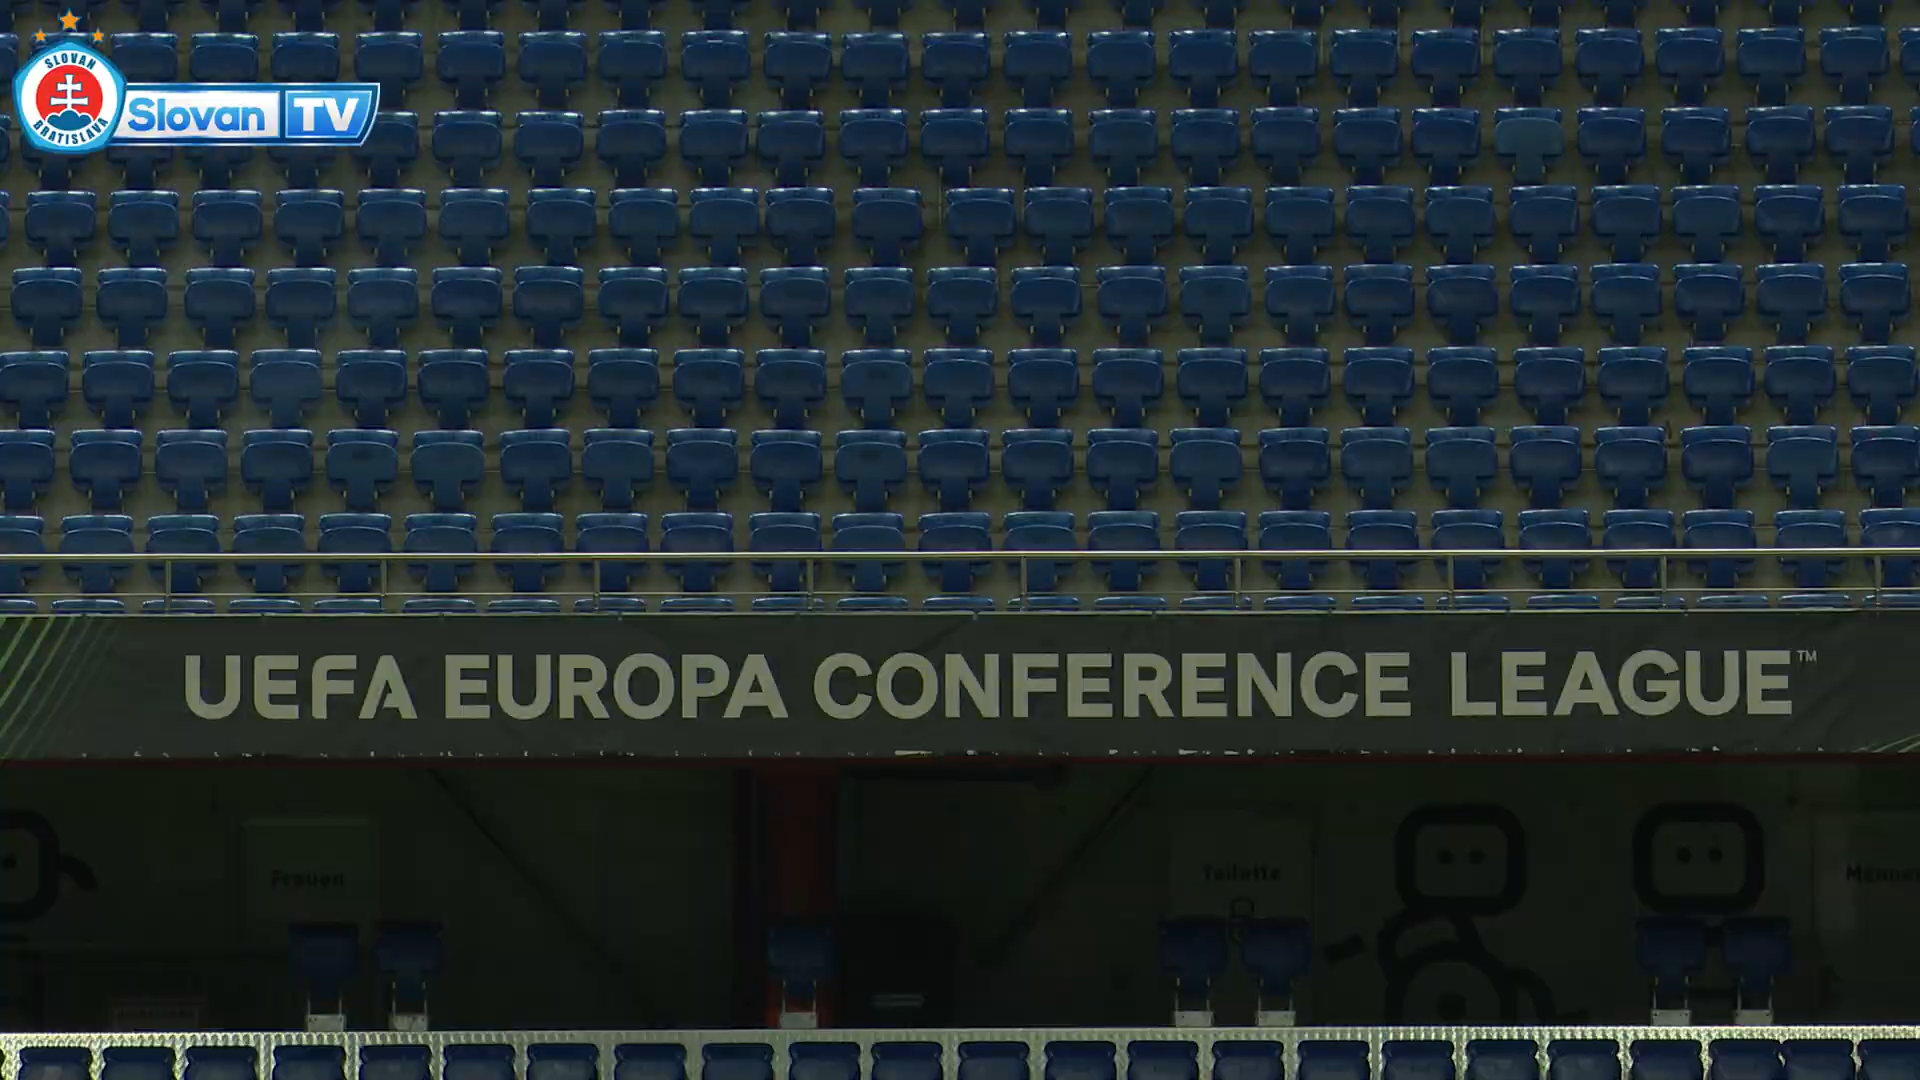 SLOVAN
BRATISLAVA
Slovan TV
UEFA EUROPA CONFERENCE LEAGUE™
Frauen
Toilette